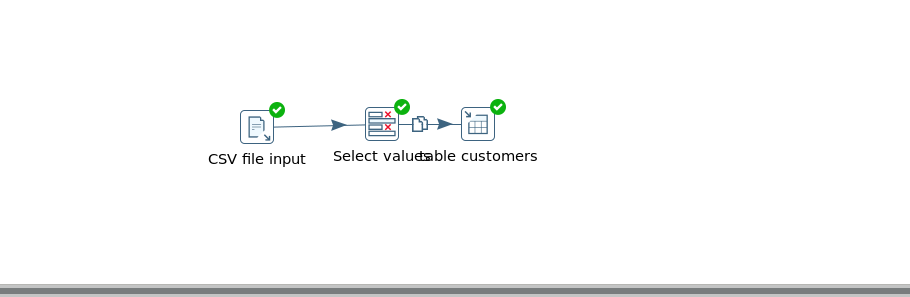 CSV file input
Select values
table customers